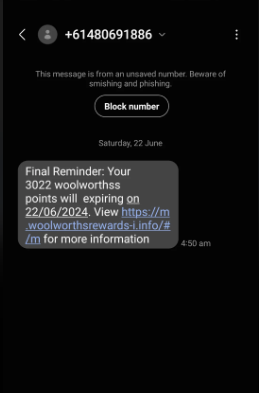 +61480691886
This message is from an unsaved number. Beware of
smishing and phishing.
Block number
Saturday, 22 June
Final Reminder: Your
3022 woolworthss
points will  expiring on
22/06/2024. View https://m
.woolworthsrewards-i.info/#
/m for more information
4:50 am